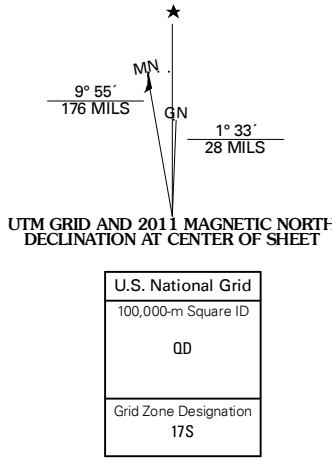 MN
GN
9° 55´
176 MILS
1° 33´
28 MILS
UTM GRID AND 2011 MAGNETIC NORTH
DECLINATION AT CENTER OF SHEET
U.S. National Grid
100,000-m Square ID
QD
Grid Zone Designation
17S